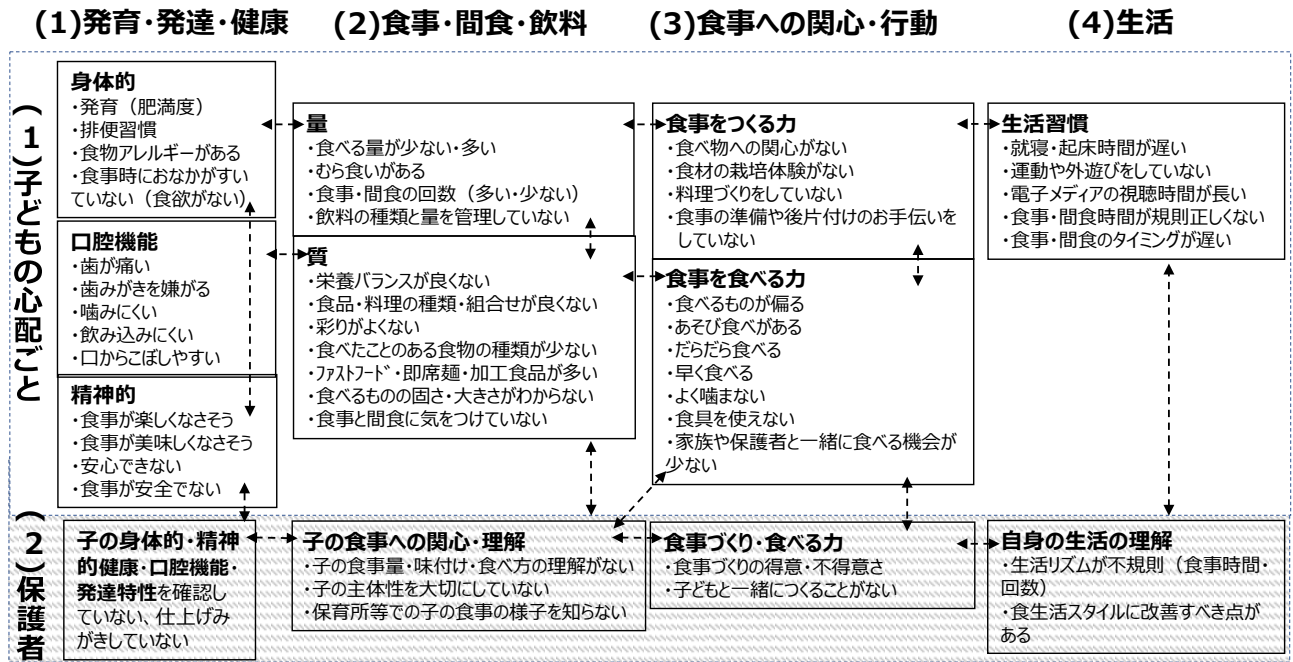 (1)発育・発達・健康
(2)食事・間食・飲料
(3)食事への関心・行動
(4)生活
(1)子どもの心配ごと
身体的
・発育（肥満度）
・排便習慣
・食物アレルギーがある
・食事時におなかがすい
ていない（食欲がない）
口腔機能
・歯が痛い
・歯みがきを嫌がる
・噛みにくい
・飲み込みにくい
・口からこぼしやすい
精神的
・食事が楽しくなさそう
・食事が美味しくなさそう
・安心できない
・食事が安全でない
量
・食べる量が少ない・多い
・むら食いがある
・食事・間食の回数（多い・少ない）
・飲料の種類と量を管理していない
質
・栄養バランスが良くない
・食品・料理の種類・組合せが良くない
・彩りがよくない
・食べたことのある食物の種類が少ない
・ﾌｧｽﾄﾌｰﾄﾞ・即席麺・加工食品が多い
・食べるものの固さ・大きさがわからない
・食事と間食に気をつけていない
食事をつくる力
・食べ物への関心がない
・食材の栽培体験がない
・料理づくりをしていない
・食事の準備や後片付けのお手伝いを
していない
食事を食べる力
・食べるものが偏る
・あそび食べがある
・だらだら食べる
・早く食べる
・よく噛まない
・食具を使えない
・家族や保護者と一緒に食べる機会が
少ない
生活習慣
・就寝・起床時間が遅い
・運動や外遊びをしていない
・電子メディアの視聴時間が長い
・食事・間食時間が規則正しくない
・食事・間食のタイミングが遅い
(2)保護者
子の身体的・精神
的健康・口腔機能・
発達特性を確認し
ていない、仕上げみ
がきしていない
子の食事への関心・理解
・子の食事量・味付け・食べ方の理解がない
・子の主体性を大切にしていない
・保育所等での子の食事の様子を知らない
食事づくり・食べる力
・食事づくりの得意・不得意さ
・子どもと一緒につくることがない
自身の生活の理解
・生活リズムが不規則（食事時間・
回数）
・食生活スタイルに改善すべき点が
ある